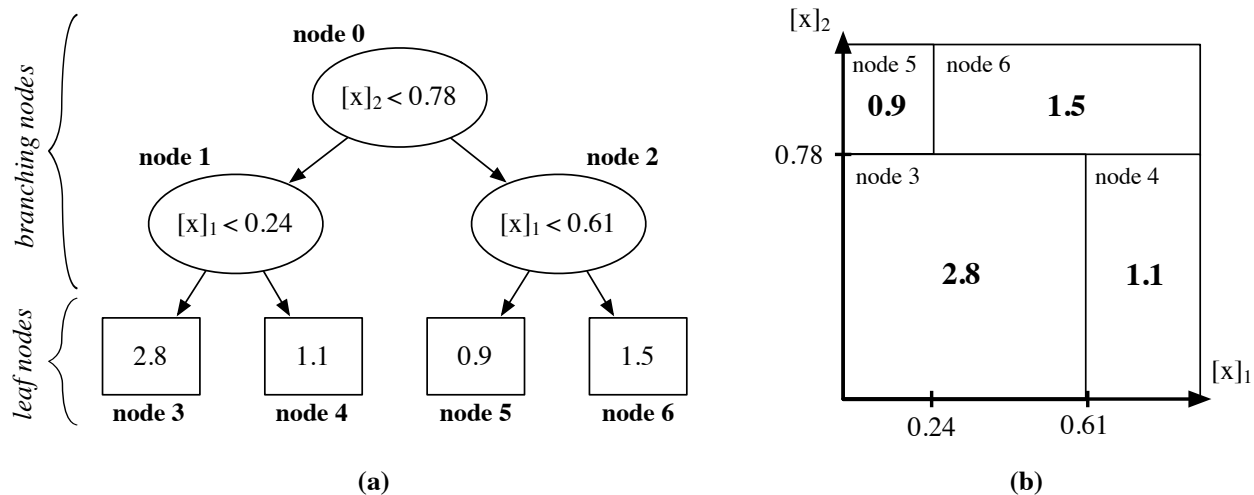 branching nodes
leaf nodes
node 0
[x]₂ < 0.78
node 1
node 2
[x]₁ < 0.24
[x]₁ < 0.61
2.8
1.1
0.9
1.5
node 3
node 4
node 5
node 6
(a)
[x]₂
node 5
node 6
0.9
1.5
0.78
node 3
node 4
2.8
1.1
[x]₁
0.24
0.61
(b)